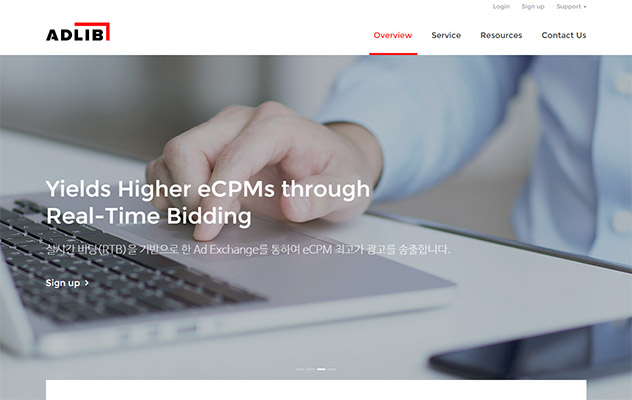 Login Sign up Support
ADLIB
Overview Service Resources Contact Us
Yields Higher eCPMs through
Real-Time Bidding
실시간 바딩(RTB)을 기반으로 한 Ad Exchange를 통하여 eCPM 최고가 광고를 송출합니다.
Sign up >